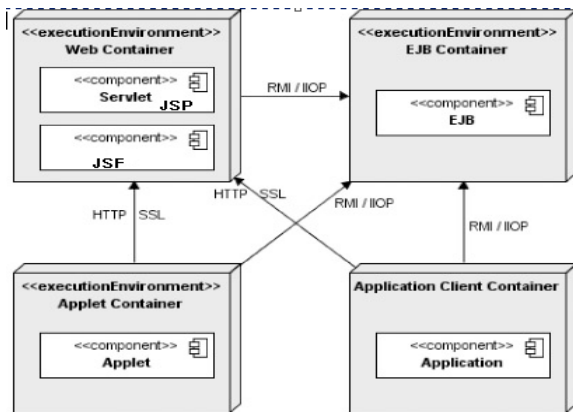 <<executionEnvironment>>
Web Container
<<component>>
Servlet
JSP
<<component>>
JSF
<<executionEnvironment>>
EJB Container
<<component>>
EJB
RMI / IIOP
HTTP SSL
HTTP SSL
RMI / IIOP
RMI / IIOP
<<executionEnvironment>>
Applet Container
<<component>>
Applet
Application Client Container
<<component>>
Application